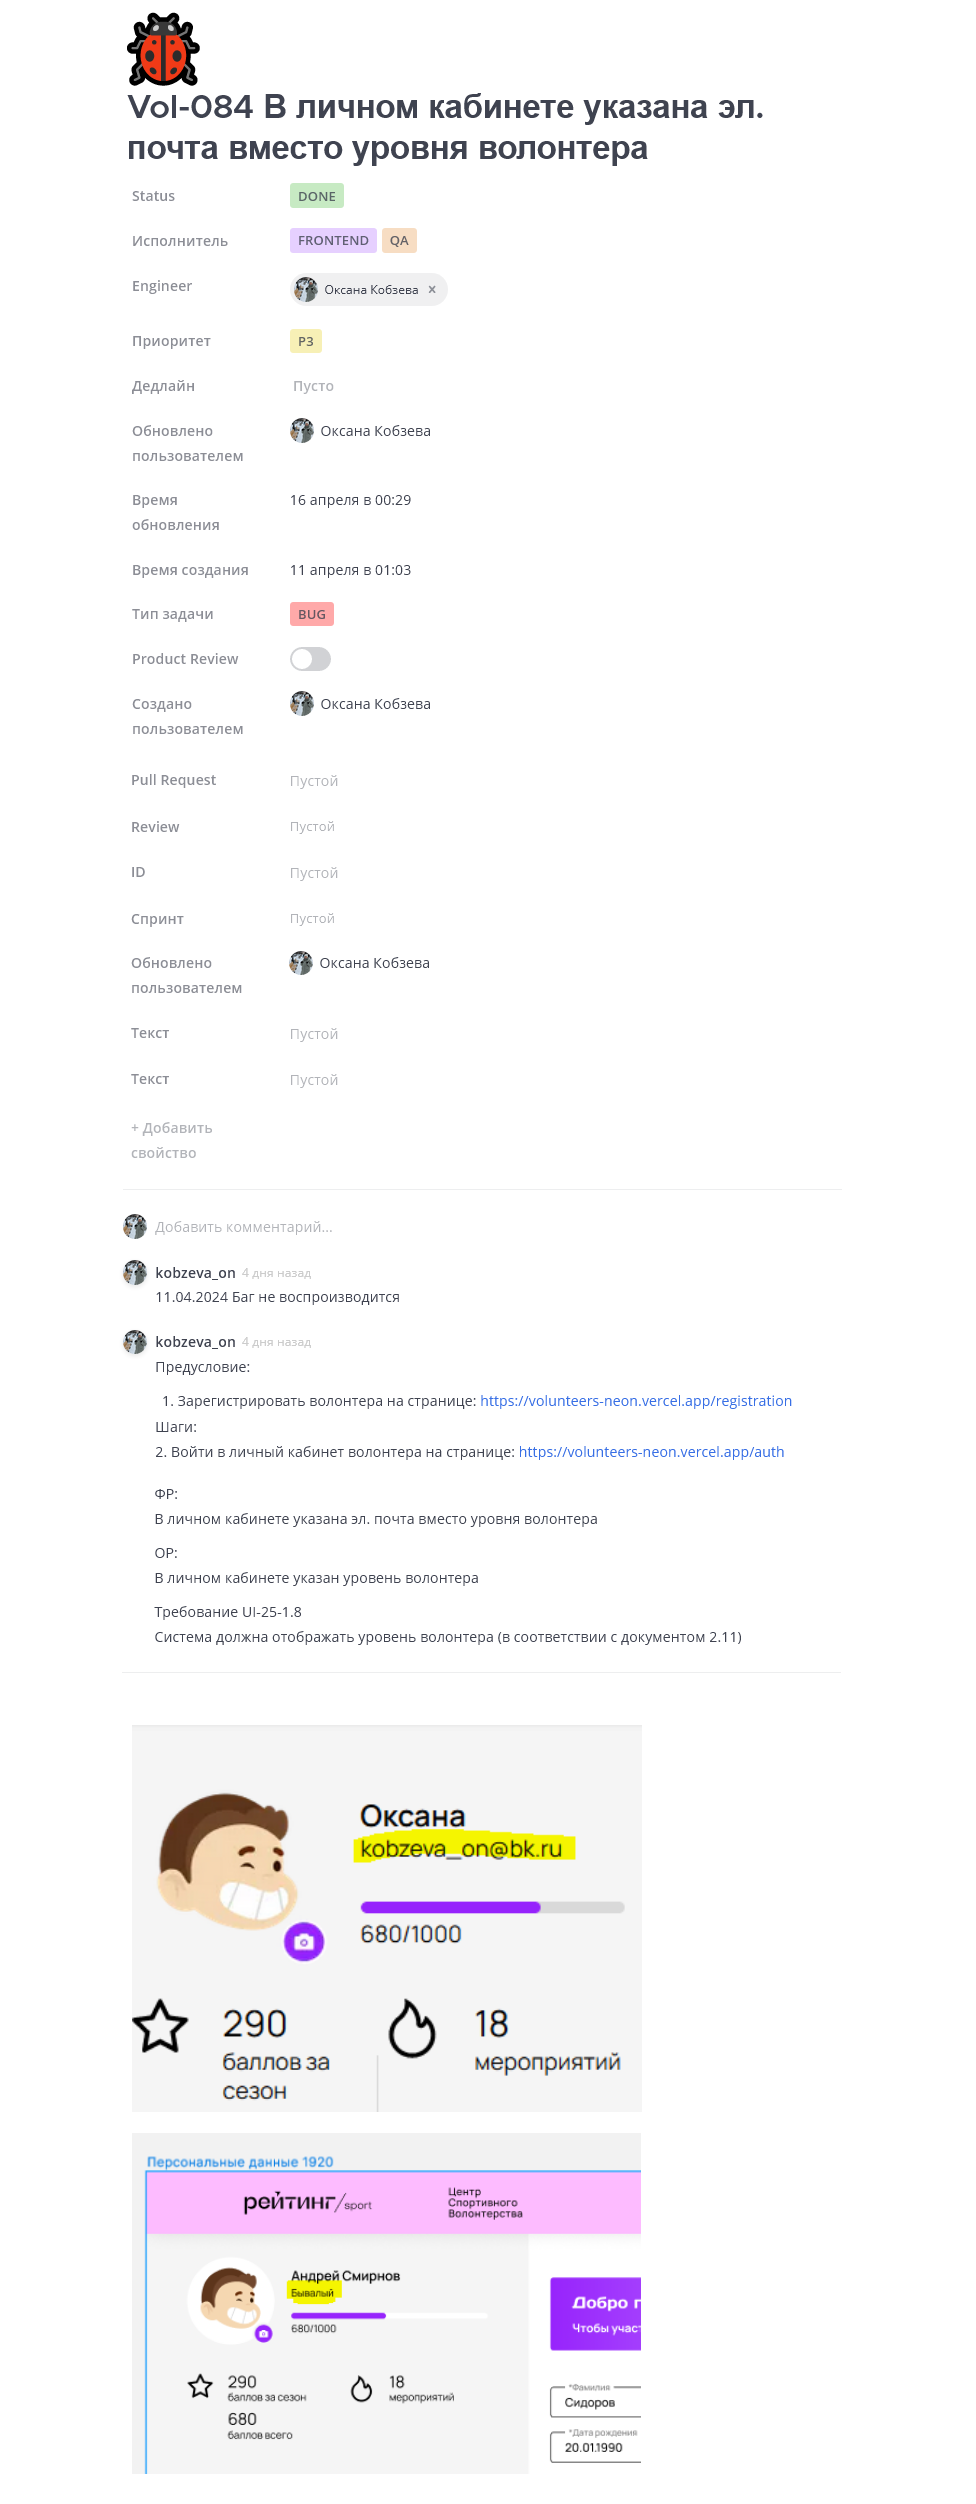 Vol-084 В личном кабинете указана эл.
почта вместо уровня волонтера
Status DONE
Исполнитель FRONTEND QA
Engineer Оксана Кобзева ×
Приоритет P3
Дедлайн Пусто
Обновлено Оксана Кобзева
пользователем
Время 16 апреля в 00:29
обновления
Время создания 11 апреля в 01:03
Тип задачи BUG
Product Review
Создано Оксана Кобзева
пользователем
Pull Request Пустой
Review Пустой
ID Пустой
Спринт Пустой
Обновлено Оксана Кобзева
пользователем
Текст Пустой
Текст Пустой
+ Добавить
свойство
Добавить комментарий...
kobzeva_on 4 дня назад
11.04.2024 Баг не воспроизводится
kobzeva_on 4 дня назад
Предусловие:
1. Зарегистрировать волонтера на странице: https://volunteers-neon.vercel.app/registration
Шаги:
2. Войти в личный кабинет волонтера на странице: https://volunteers-neon.vercel.app/auth
ФР:
В личном кабинете указана эл. почта вместо уровня волонтера
ОР:
В личном кабинете указан уровень волонтера
Требование UI-25-1.8
Система должна отображать уровень волонтера (в соответствии с документом 2.11)
Оксана
kobzeva_on@bk.ru
680/1000
290 18
баллов за мероприятий
сезон
Персональные данные 1920
рейтинг/sport
Центр
Спортивного
Волонтерства
Андрей Смирнов
Бывалый
680/1000
290 18
баллов за сезон мероприятий
680
баллов всего
Добро п
Чтобы участ
*Фамилия
Сидоров
*Дата рождения
20.01.1990